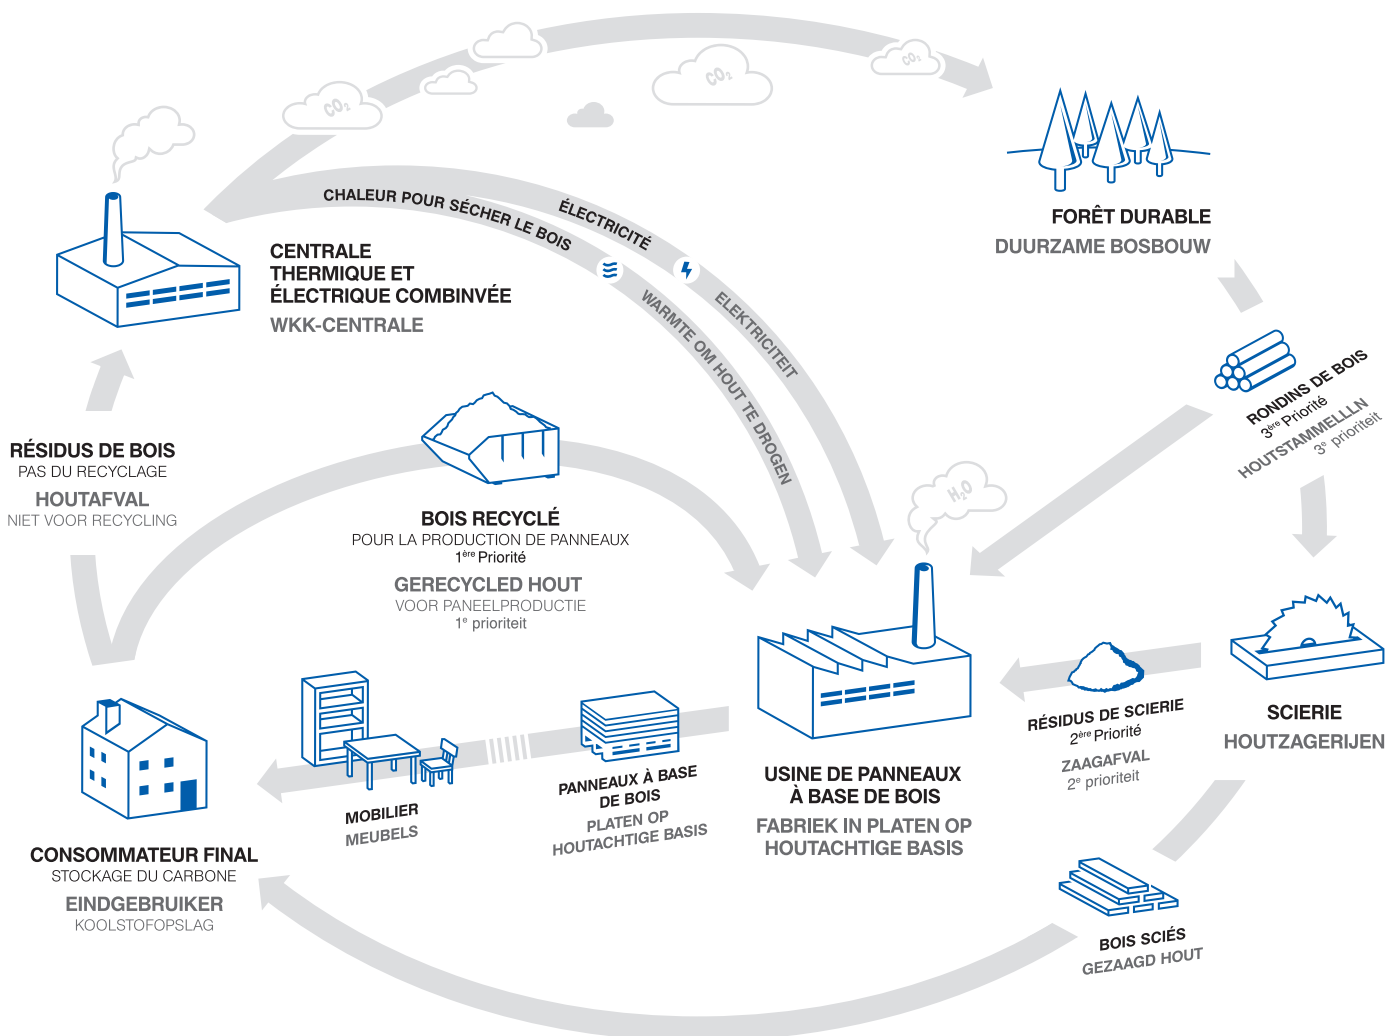 CO₂
CO₂
CO₂
FORÊT DURABLE
DUURZAME BOSBOUW
CHALEUR POUR SÉCHER LE BOIS
WARMTE OM HOUT TE DROGEN
ÉLECTRICITÉ
ELEKTRICITEIT
CENTRALE
THERMIQUE ET
ÉLECTRIQUE COMBINVÉE
WKK-CENTRALE
RONDINS DE BOIS
3ère Priorité
HOUTSTAMMELLLN
3e prioriteit
RÉSIDUS DE BOIS
PAS DU RECYCLAGE
HOUTAFVAL
NIET VOOR RECYCLING
BOIS RECYCLÉ
POUR LA PRODUCTION DE PANNEAUX
1ère Priorité
GERECYCLED HOUT
VOOR PANEELPRODUCTIE
1e prioriteit
H₂O
RÉSIDUS DE SCIERIE
2ère Priorité
ZAAGAFVAL
2e prioriteit
SCIERIE
HOUTZAGERIJEN
USINE DE PANNEAUX
À BASE DE BOIS
FABRIEK IN PLATEN OP
HOUTACHTIGE BASIS
PANNEAUX À BASE
DE BOIS
PLATEN OP
HOUTACHTIGE BASIS
MOBILIER
MEUBELS
CONSOMMATEUR FINAL
STOCKAGE DU CARBONE
EINDGEBRUIKER
KOOLSTOFOPSLAG
BOIS SCIÉS
GEZAAGD HOUT